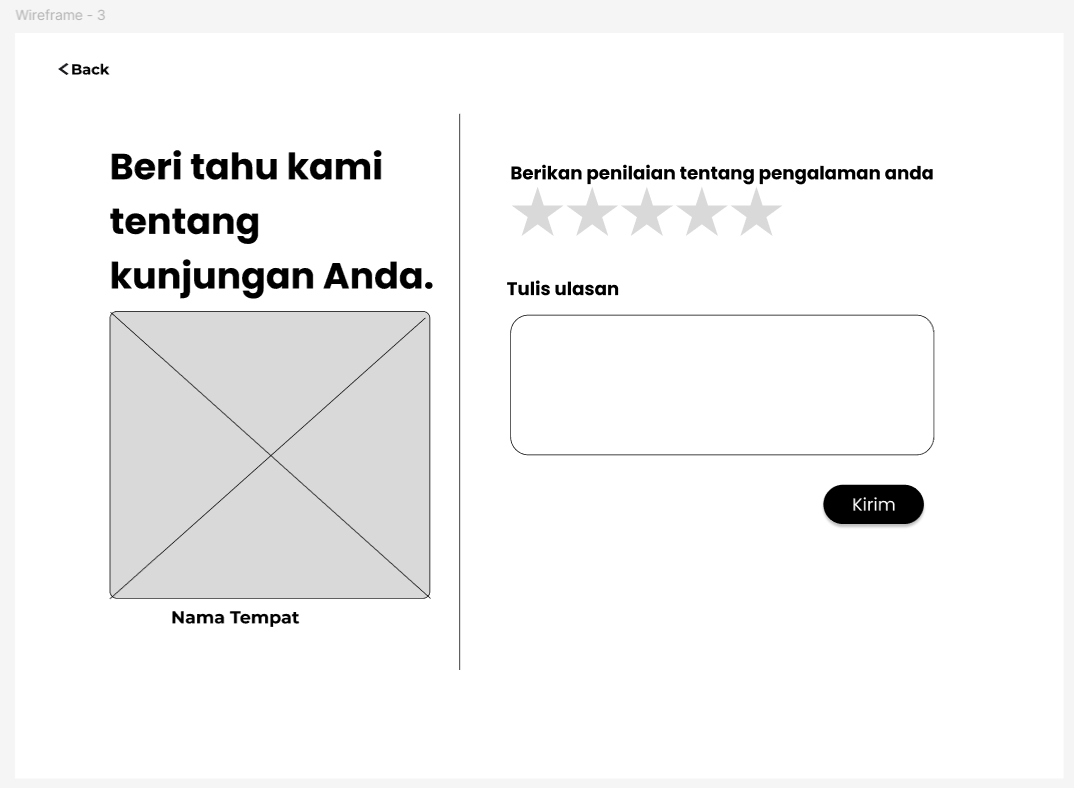 Wireframe - 3
Back
Beri tahu kami
tentang
kunjungan Anda.
Nama Tempat
Berikan penilaian tentang pengalaman anda
Tulis ulasan
Kirim